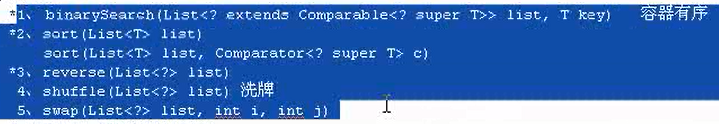 *1、binarySearch(List<? extends Comparable<? super T>> list, T key) 容器有序
*2、sort(List<T> list)
sort(List<T> list, Comparator<? super T> c)
*3、reverse(List<?> list)
4、shuffle(List<?> list) 洗牌
5、swap(List<?> list, int i, int j)